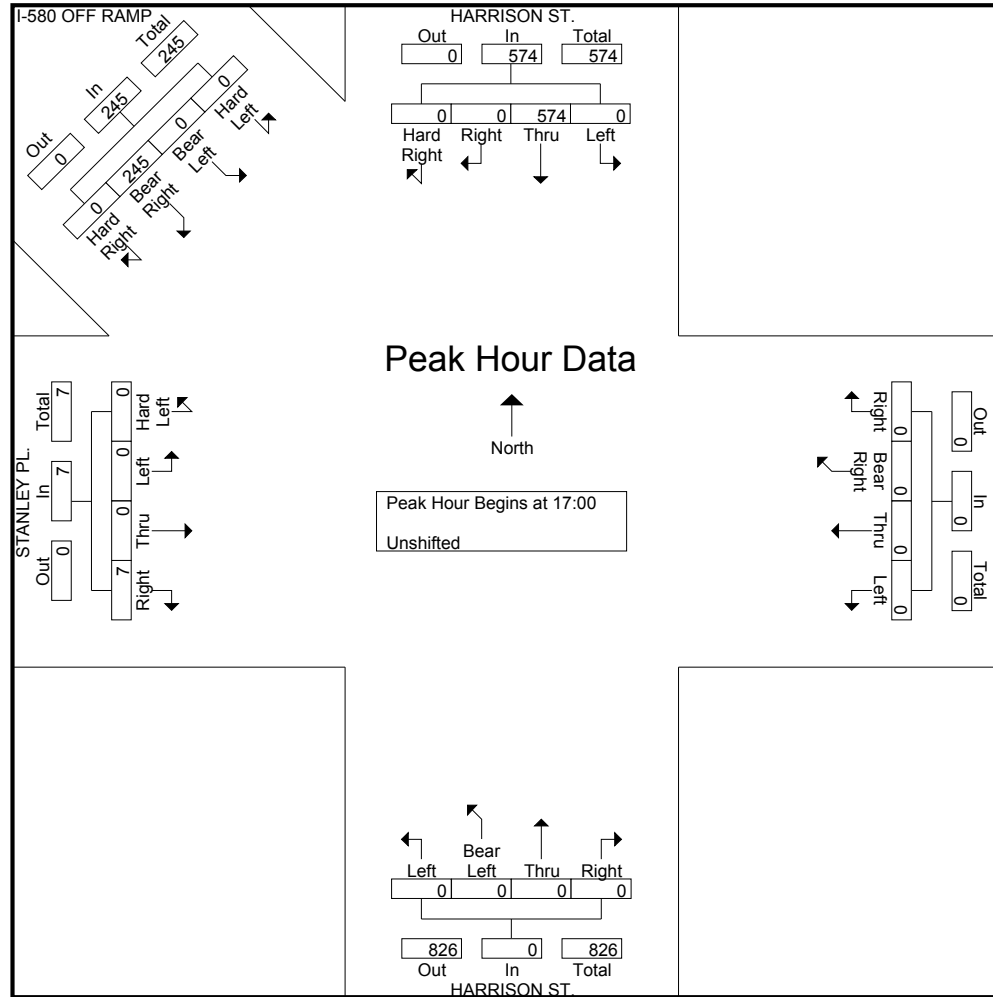 I-580 OFF RAMP
Out In Total
0 245 245
0 245 0 0
Hard Right
Bear Right
Bear Left
Hard Left
HARRISON ST.
Out In Total
0 574 574
0 0 574 0
Hard Right
Right
Thru
Left
Peak Hour Data
North
Peak Hour Begins at 17:00
Unshifted
STANLEY PL.
Out In Total
0 7 7
7 0 0 0
Right
Thru
Left
Hard Left
Right
Bear Right
Thru
Left
0 0 0 0
Out In Total
0 0 0
Bear
Left Left Thru Right
0 0 0 0
826 0 826
Out In Total
HARRISON ST.